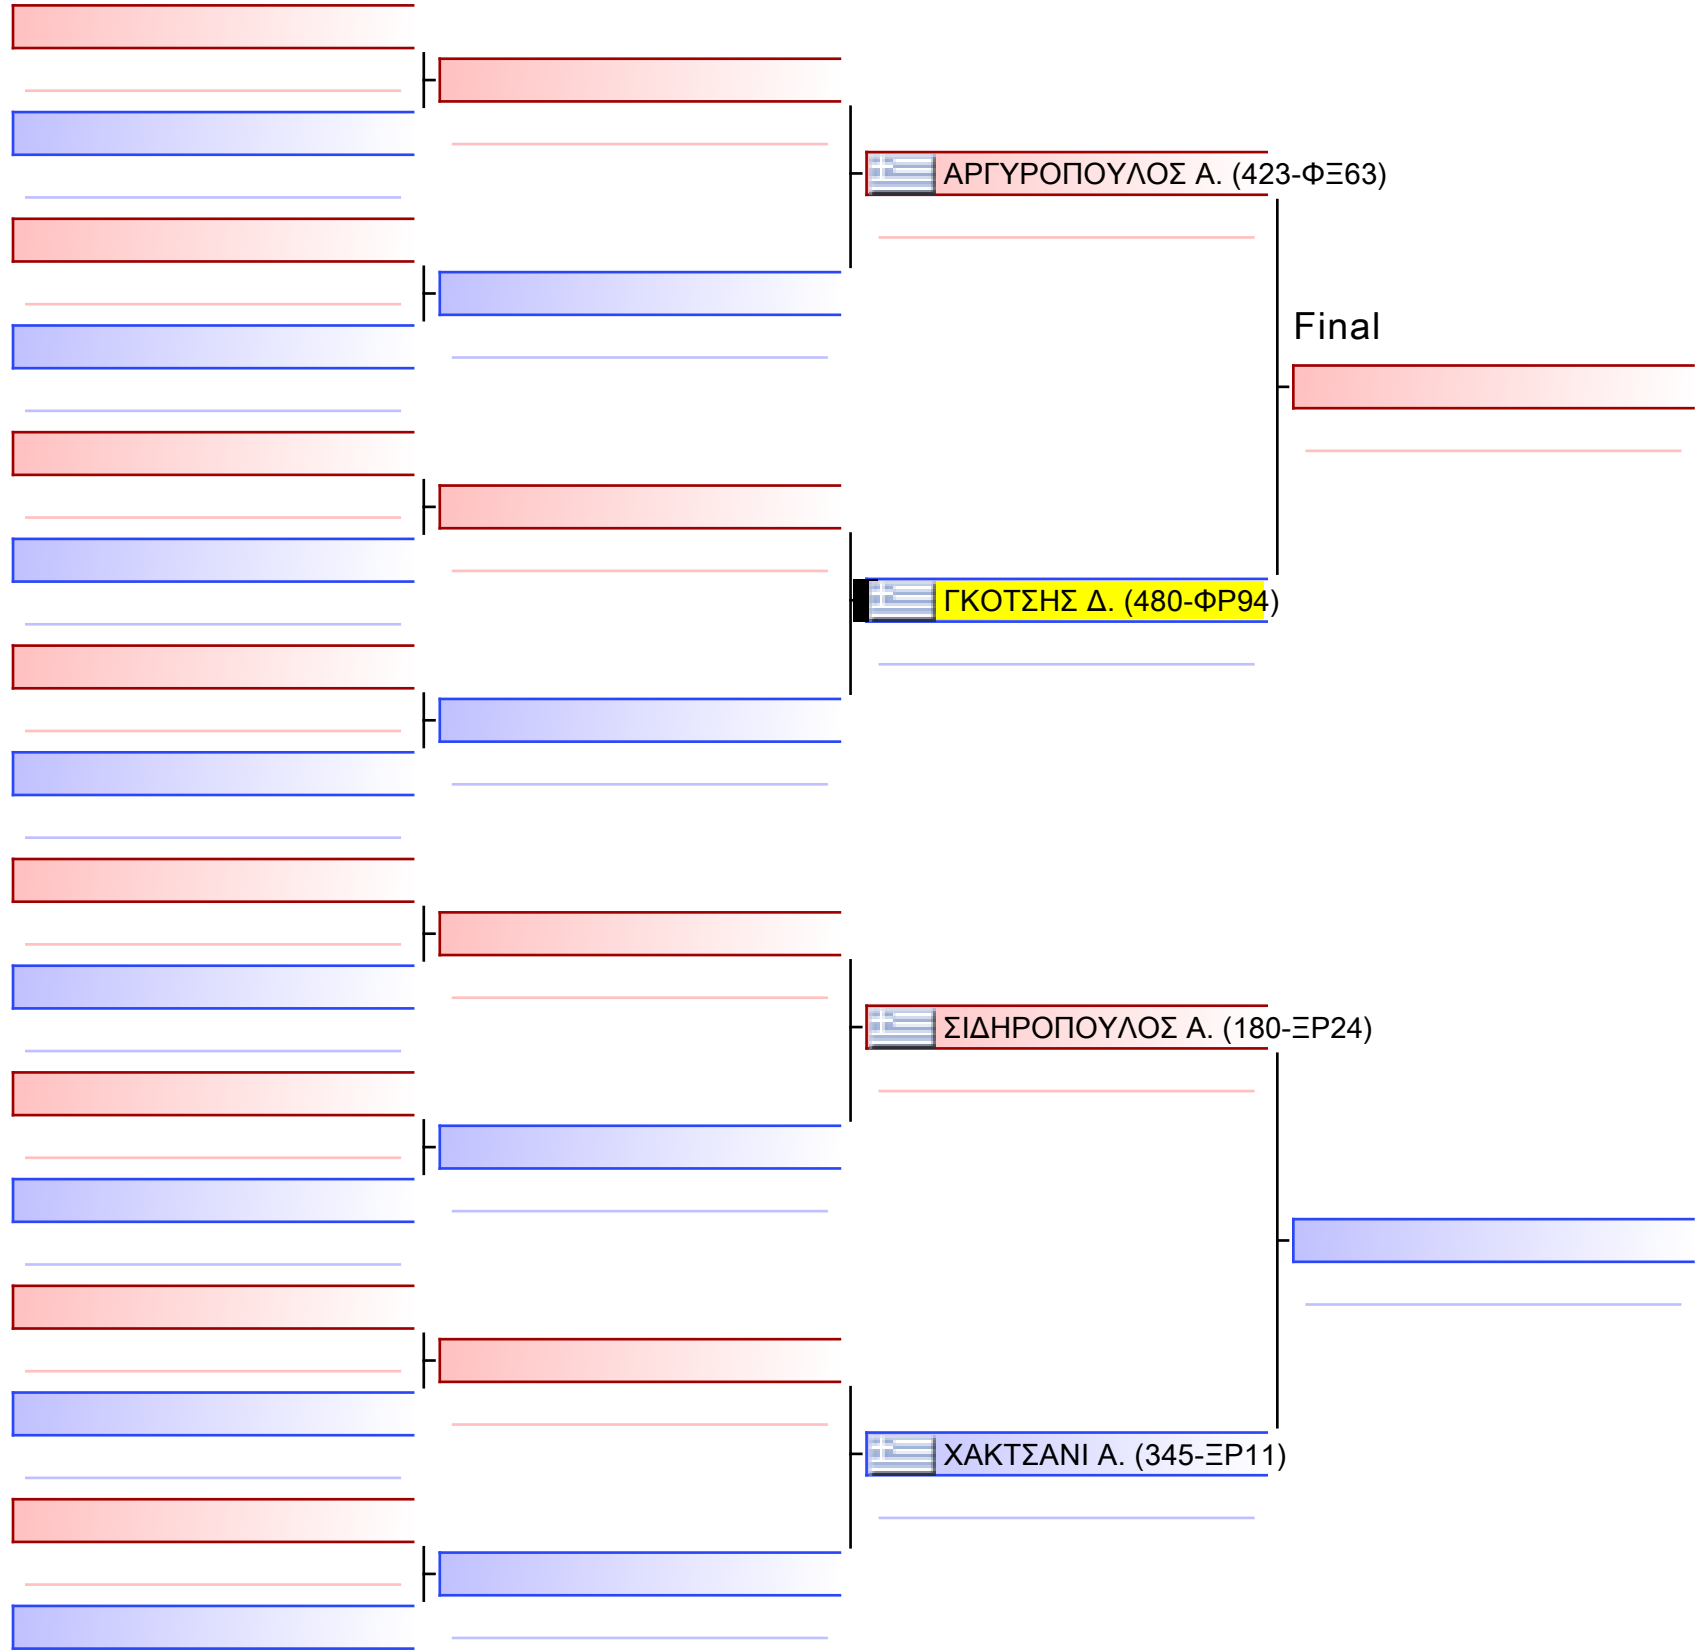 ΑΡΓΥΡΟΠΟΥΛΟΣ Α. (423-ΦΞ63)
Final
ΓΚΟΤΣΗΣ Δ. (480-ΦΡ94)
ΣΙΔΗΡΟΠΟΥΛΟΣ Α. (180-ΞΡ24)
ΧΑΚΤΣΑΝΙ Α. (345-ΞΡ11)